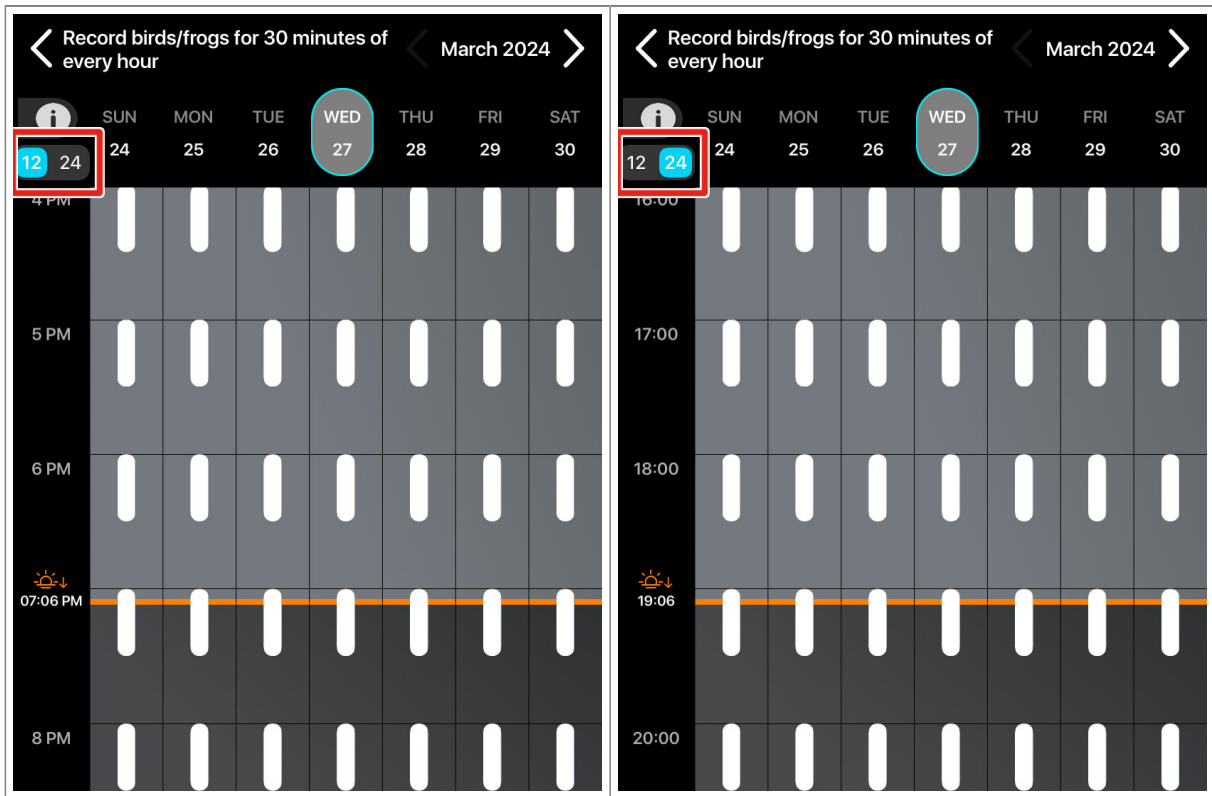 Record birds/frogs for 30 minutes of every hour
March 2024
i
SUN MON TUE WED THU FRI SAT
12 24
24 25 26 27 28 29 30
4 PM
5 PM
6 PM
07:06 PM
8 PM
Record birds/frogs for 30 minutes of every hour
March 2024
i
SUN MON TUE WED THU FRI SAT
12 24
24 25 26 27 28 29 30
16:00
17:00
18:00
19:06
20:00